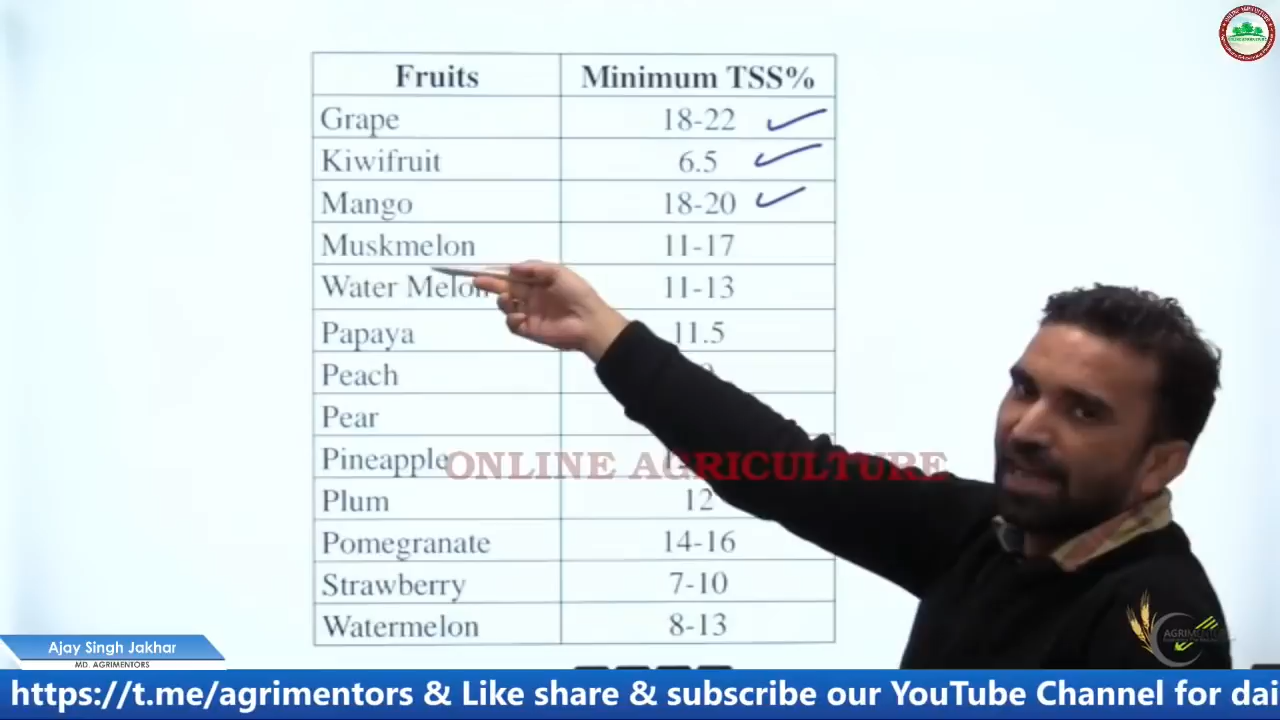 Fruits Minimum TSS%
Grape 18-22
Kiwifruit 6.5
Mango 18-20
Muskmelon 11-17
Water Melon 11-13
Papaya 11.5
Peach
Pear
Pineapple
ONLINE AGRICULTURE
Plum 12
Pomegranate 14-16
Strawberry 7-10
Watermelon 8-13
Ajay Singh Jakhar
MD. AGRIMENTORS
https://t.me/agrimentors & Like share & subscribe our YouTube Channel for dai